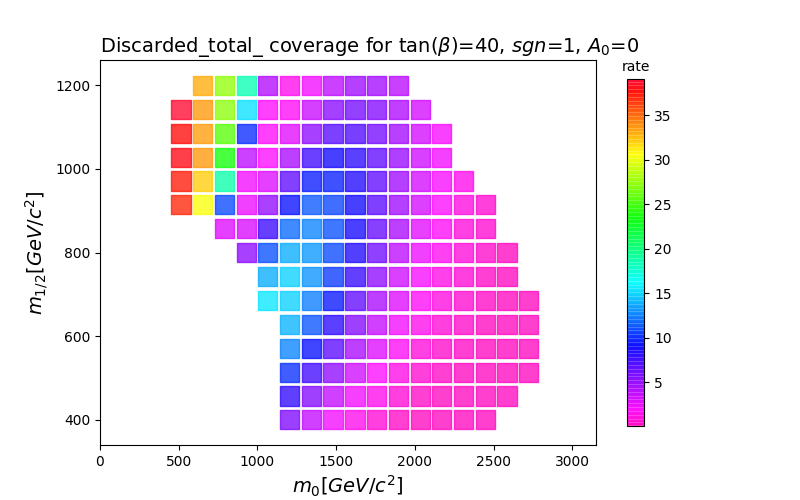 Discarded_total_ coverage for tan(β)=40, sgn=1, A₀=0
rate
1200
1000
800
600
400
35
30
25
20
15
10
5
0 500 1000 1500 2000 2500 3000
m₁/₂[GeV/c²]
m₀[GeV/c²]